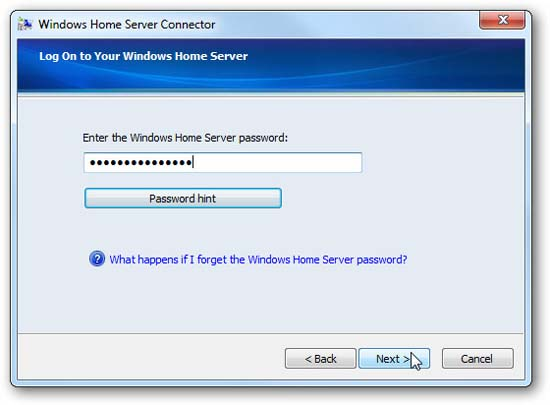 Windows Home Server Connector
Log On to Your Windows Home Server
Enter the Windows Home Server password:
●●●●●●●●●●●●●●●
Password hint
What happens if I forget the Windows Home Server password?
< Back Next > Cancel